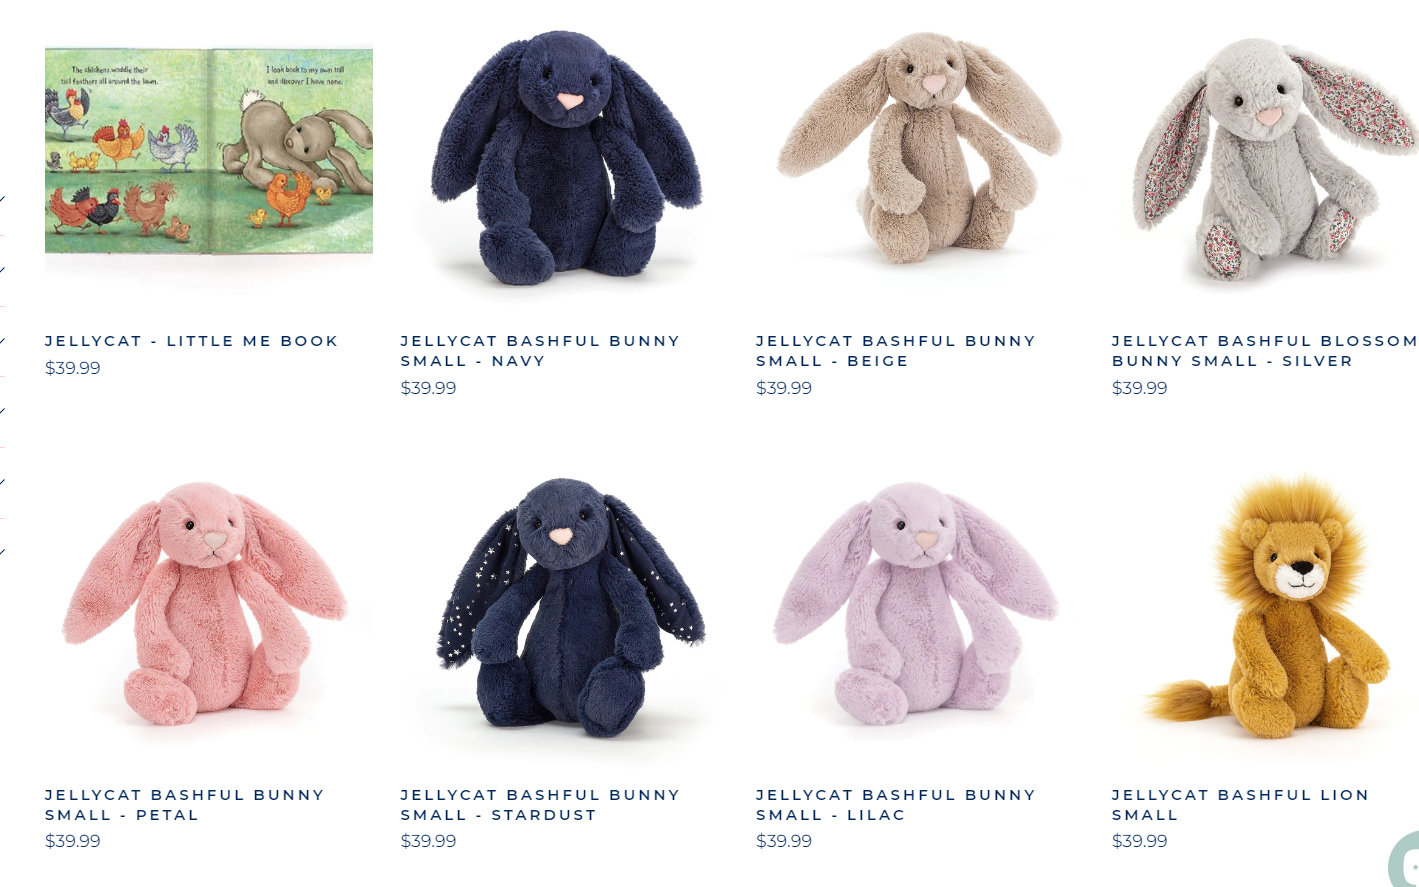 The chickens waddle their
tail feathers all around the lawn.
I look back to my own tail
and discover I have none.
JELLYCAT - LITTLE ME BOOK
$39.99
JELLYCAT BASHFUL BUNNY
SMALL - NAVY
$39.99
JELLYCAT BASHFUL BUNNY
SMALL - BEIGE
$39.99
JELLYCAT BASHFUL BLOSSOM
BUNNY SMALL - SILVER
$39.99
JELLYCAT BASHFUL BUNNY
SMALL - PETAL
$39.99
JELLYCAT BASHFUL BUNNY
SMALL - STARDUST
$39.99
JELLYCAT BASHFUL BUNNY
SMALL - LILAC
$39.99
JELLYCAT BASHFUL LION
SMALL
$39.99